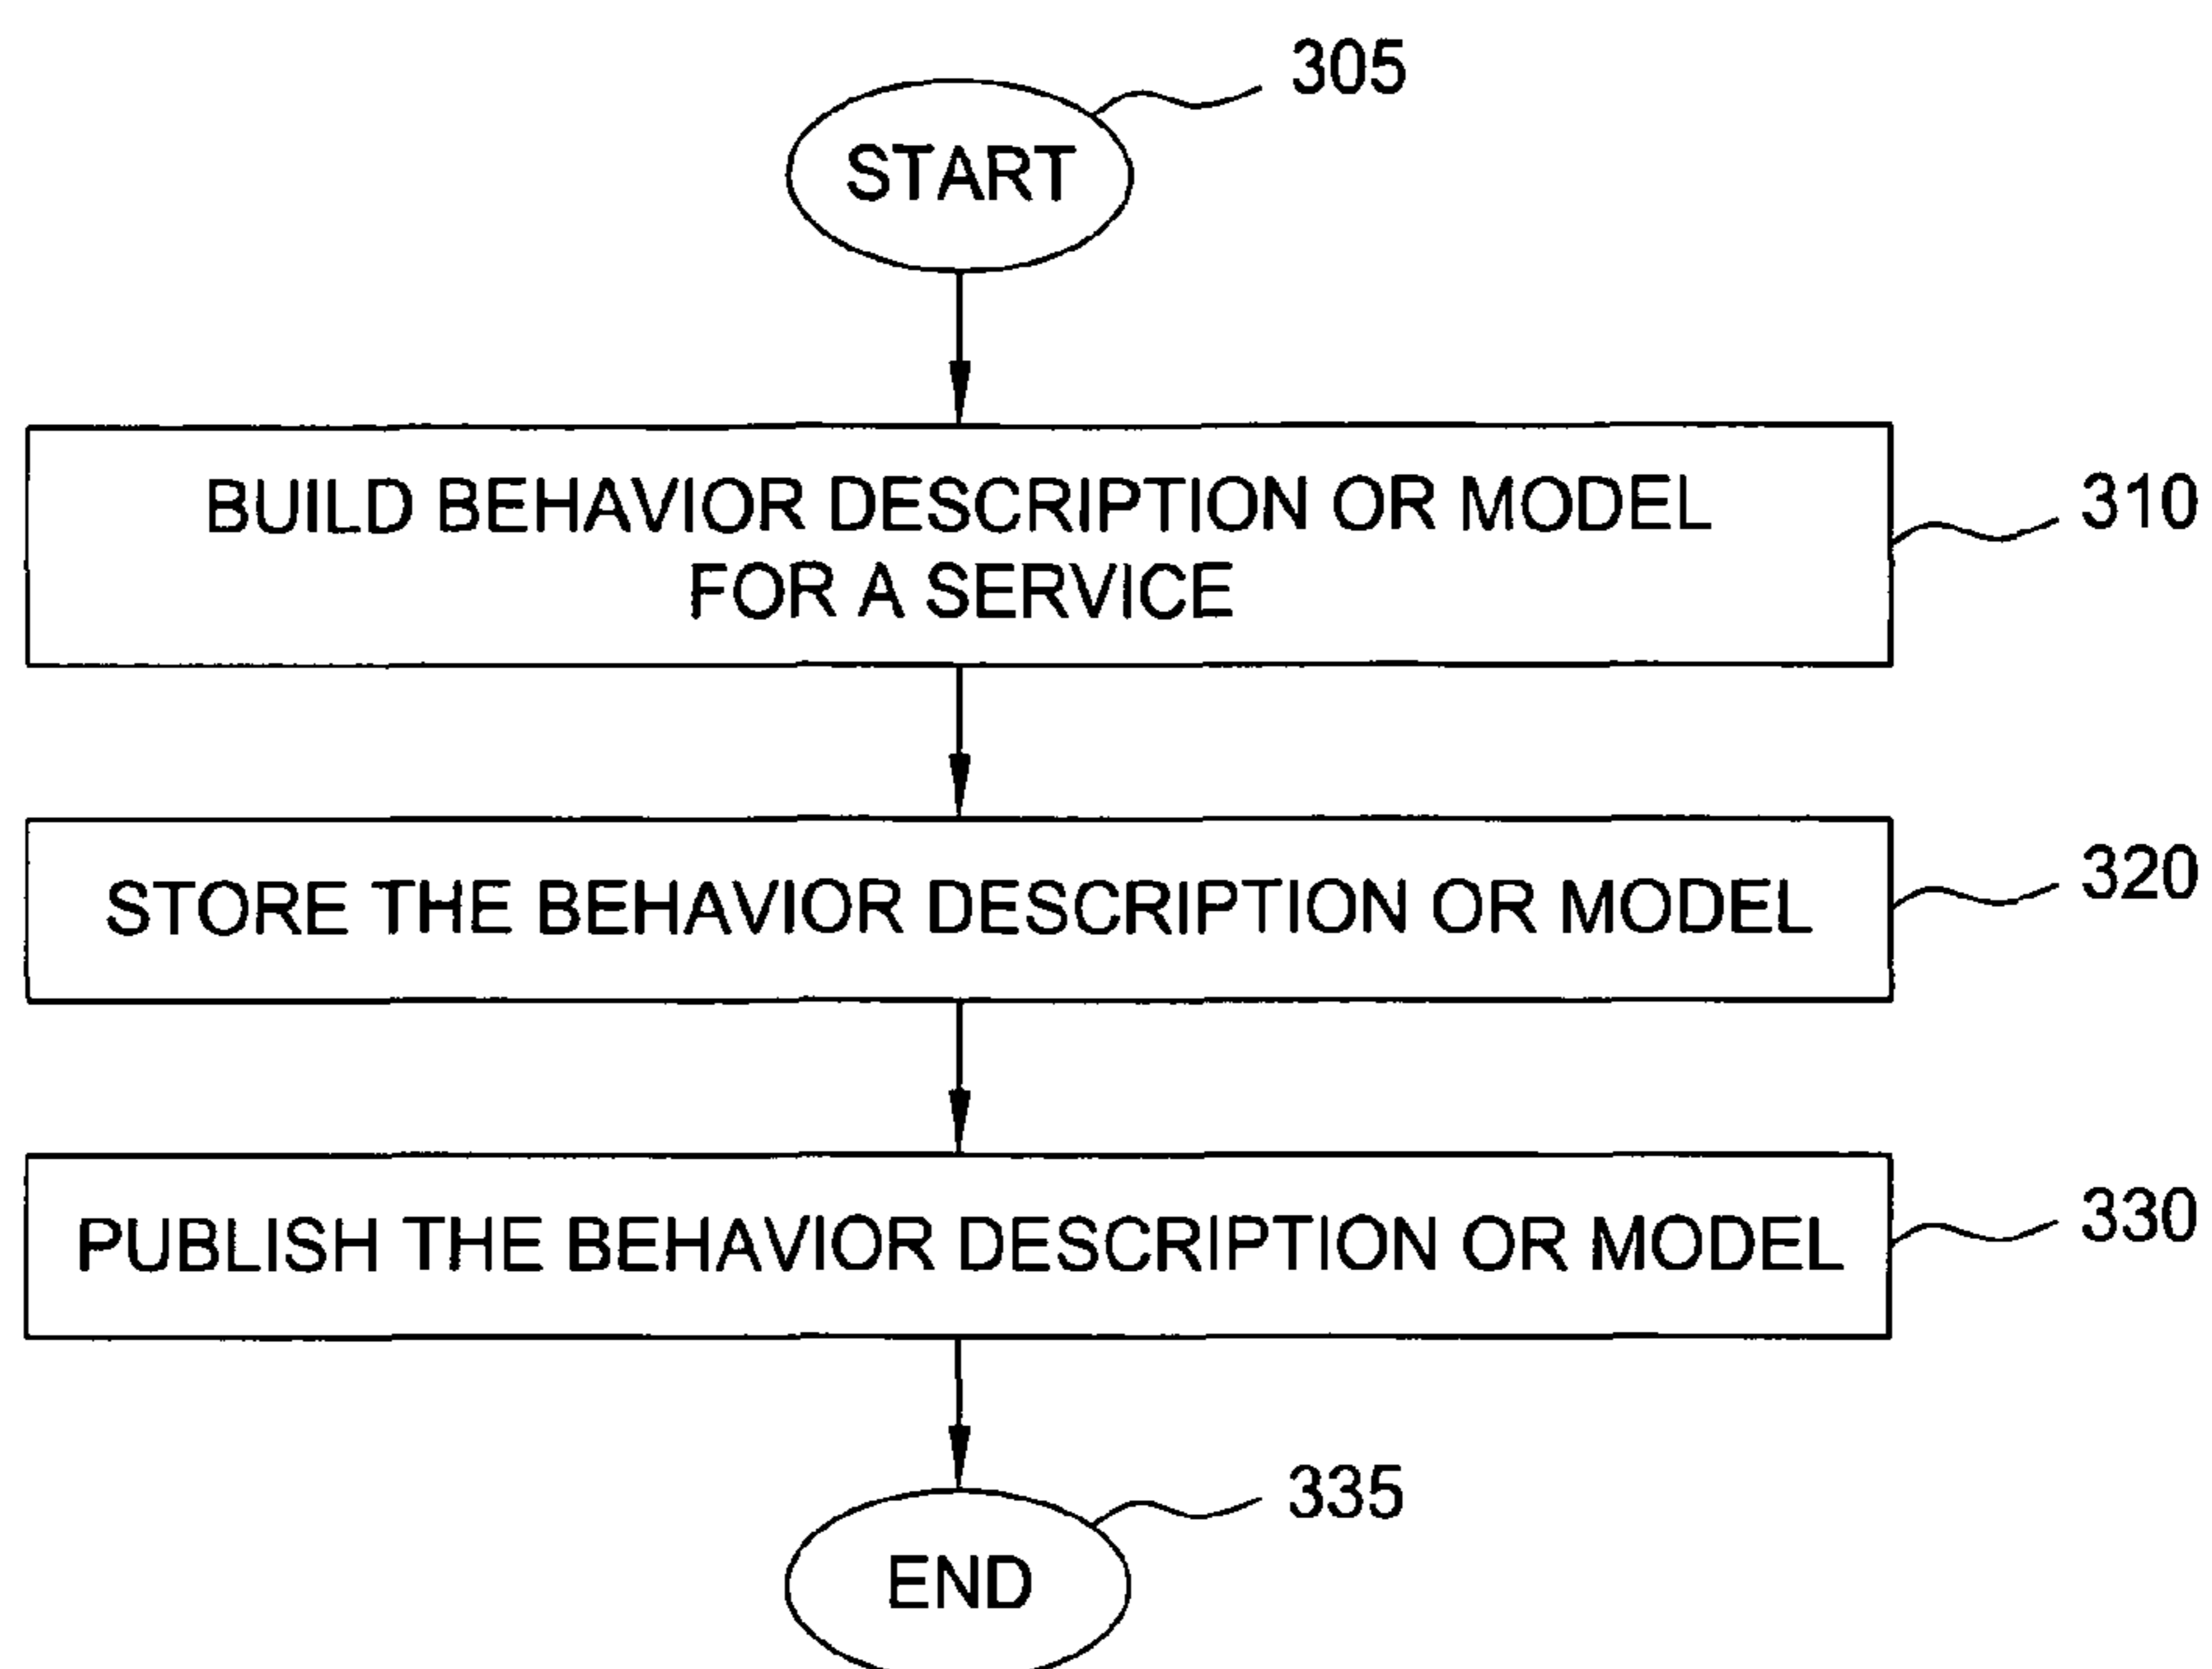 305
START
BUILD BEHAVIOR DESCRIPTION OR MODEL
FOR A SERVICE
310
STORE THE BEHAVIOR DESCRIPTION OR MODEL
320
PUBLISH THE BEHAVIOR DESCRIPTION OR MODEL
330
335
END